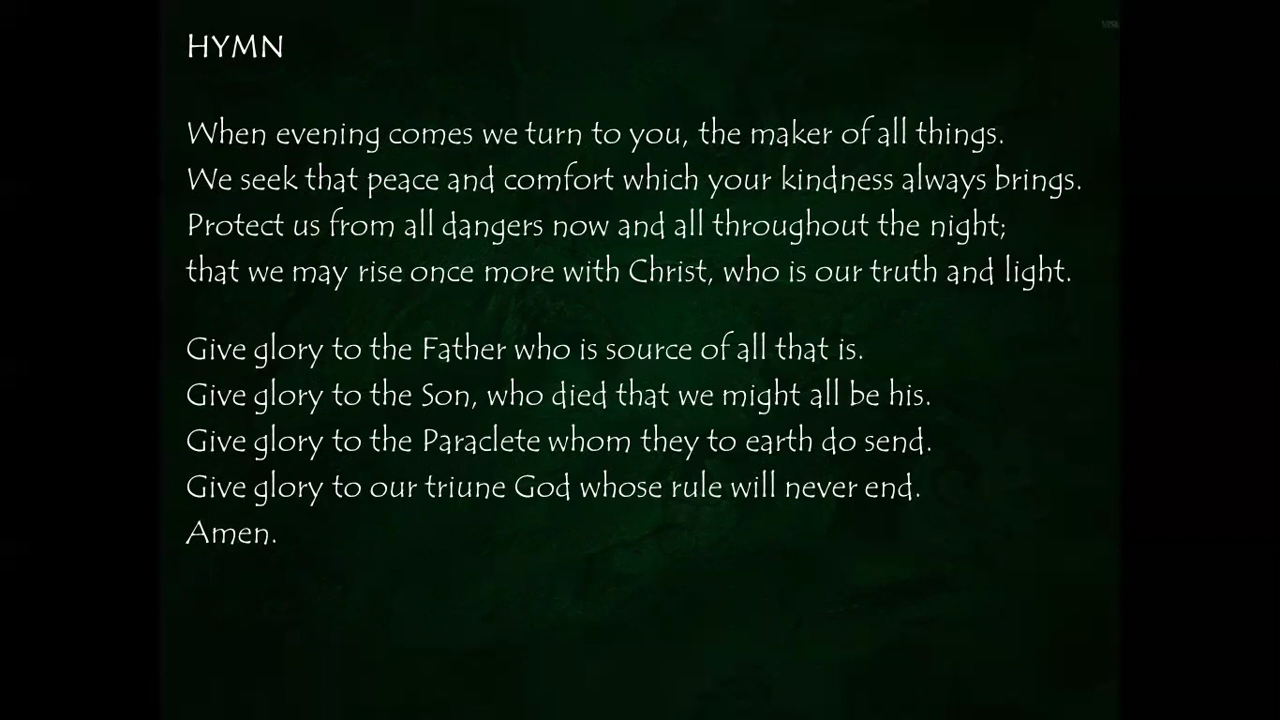 HYMN
When evening comes we turn to you, the maker of all things.
We seek that peace and comfort which your kindness always brings.
Protect us from all dangers now and all throughout the night;
that we may rise once more with Christ, who is our truth and light.
Give glory to the Father who is source of all that is.
Give glory to the Son, who died that we might all be his.
Give glory to the Paraclete whom they to earth do send.
Give glory to our triune God whose rule will never end.
Amen.